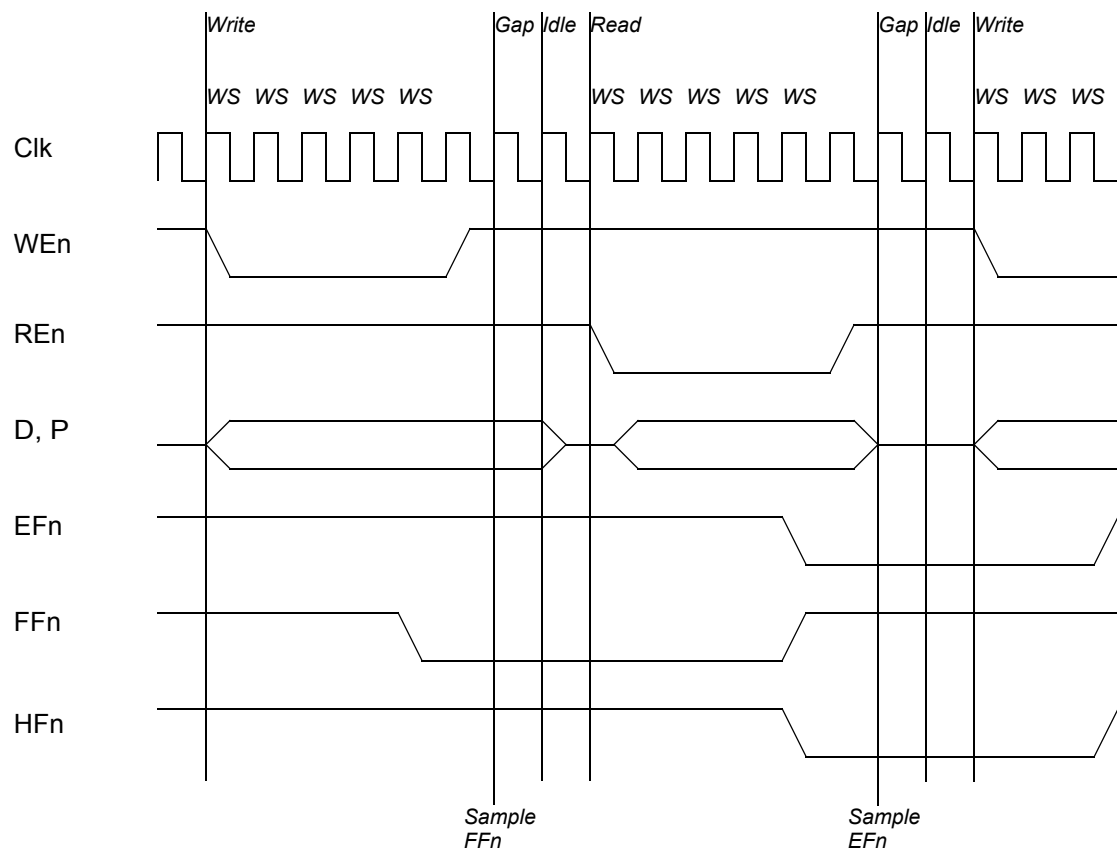 Write Gap Idle Read Gap Idle Write
WS WS WS WS WS WS WS WS WS WS WS WS WS
Clk
WEn
REn
D, P
EFn
FFn
HFn
Sample Sample
FFn EFn